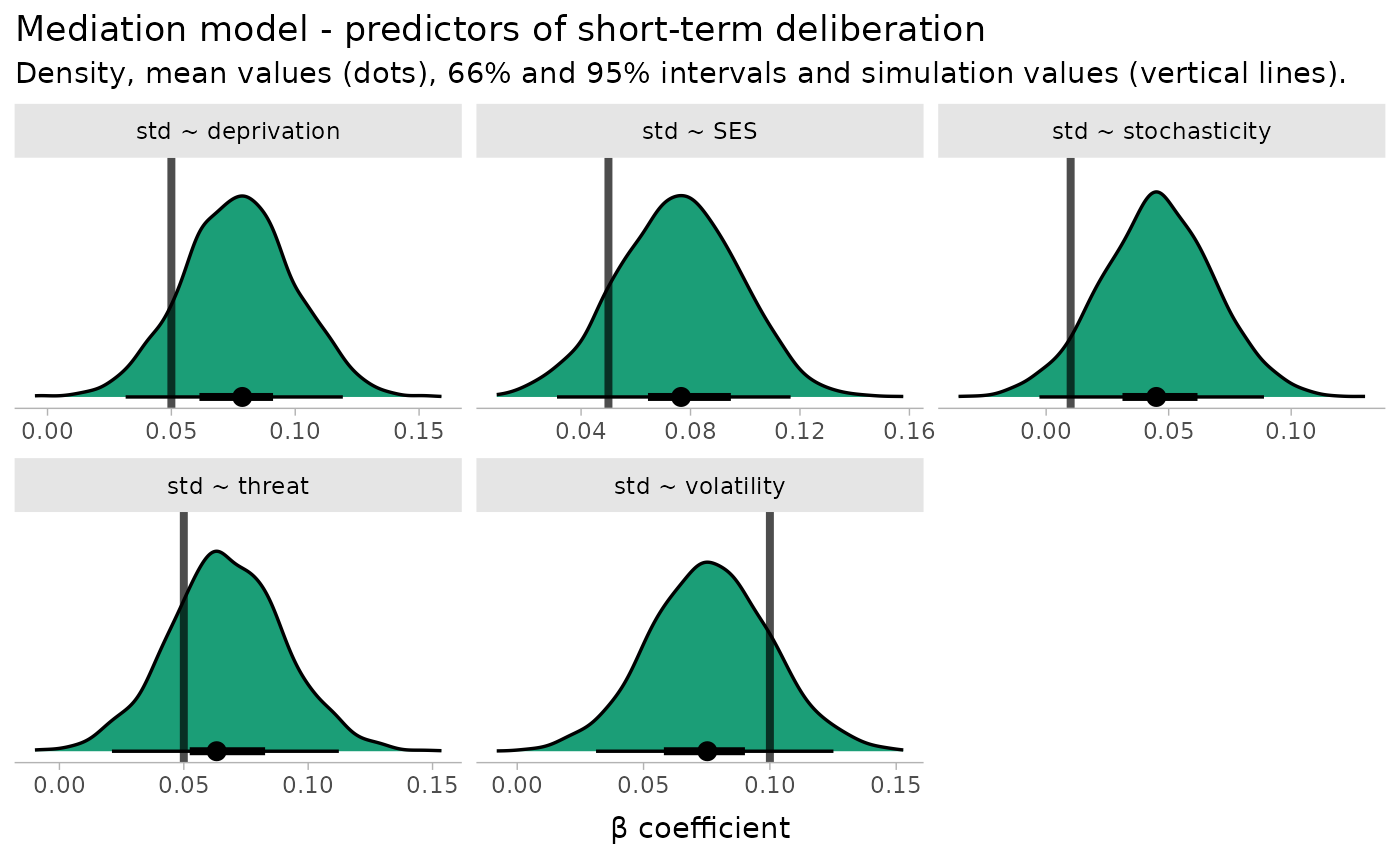 Mediation model - predictors of short-term deliberation
Density, mean values (dots), 66% and 95% intervals and simulation values (vertical lines).
std ~ deprivation
std ~ SES
std ~ stochasticity
0.00 0.05 0.10 0.15
0.04 0.08 0.12 0.16
0.00 0.05 0.10
std ~ threat
std ~ volatility
0.00 0.05 0.10 0.15
0.00 0.05 0.10 0.15
β coefficient